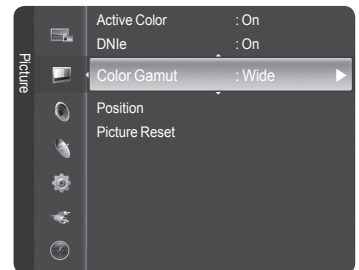 Picture
Active Color : On
DNIe : On
Color Gamut : Wide
Position
Picture Reset